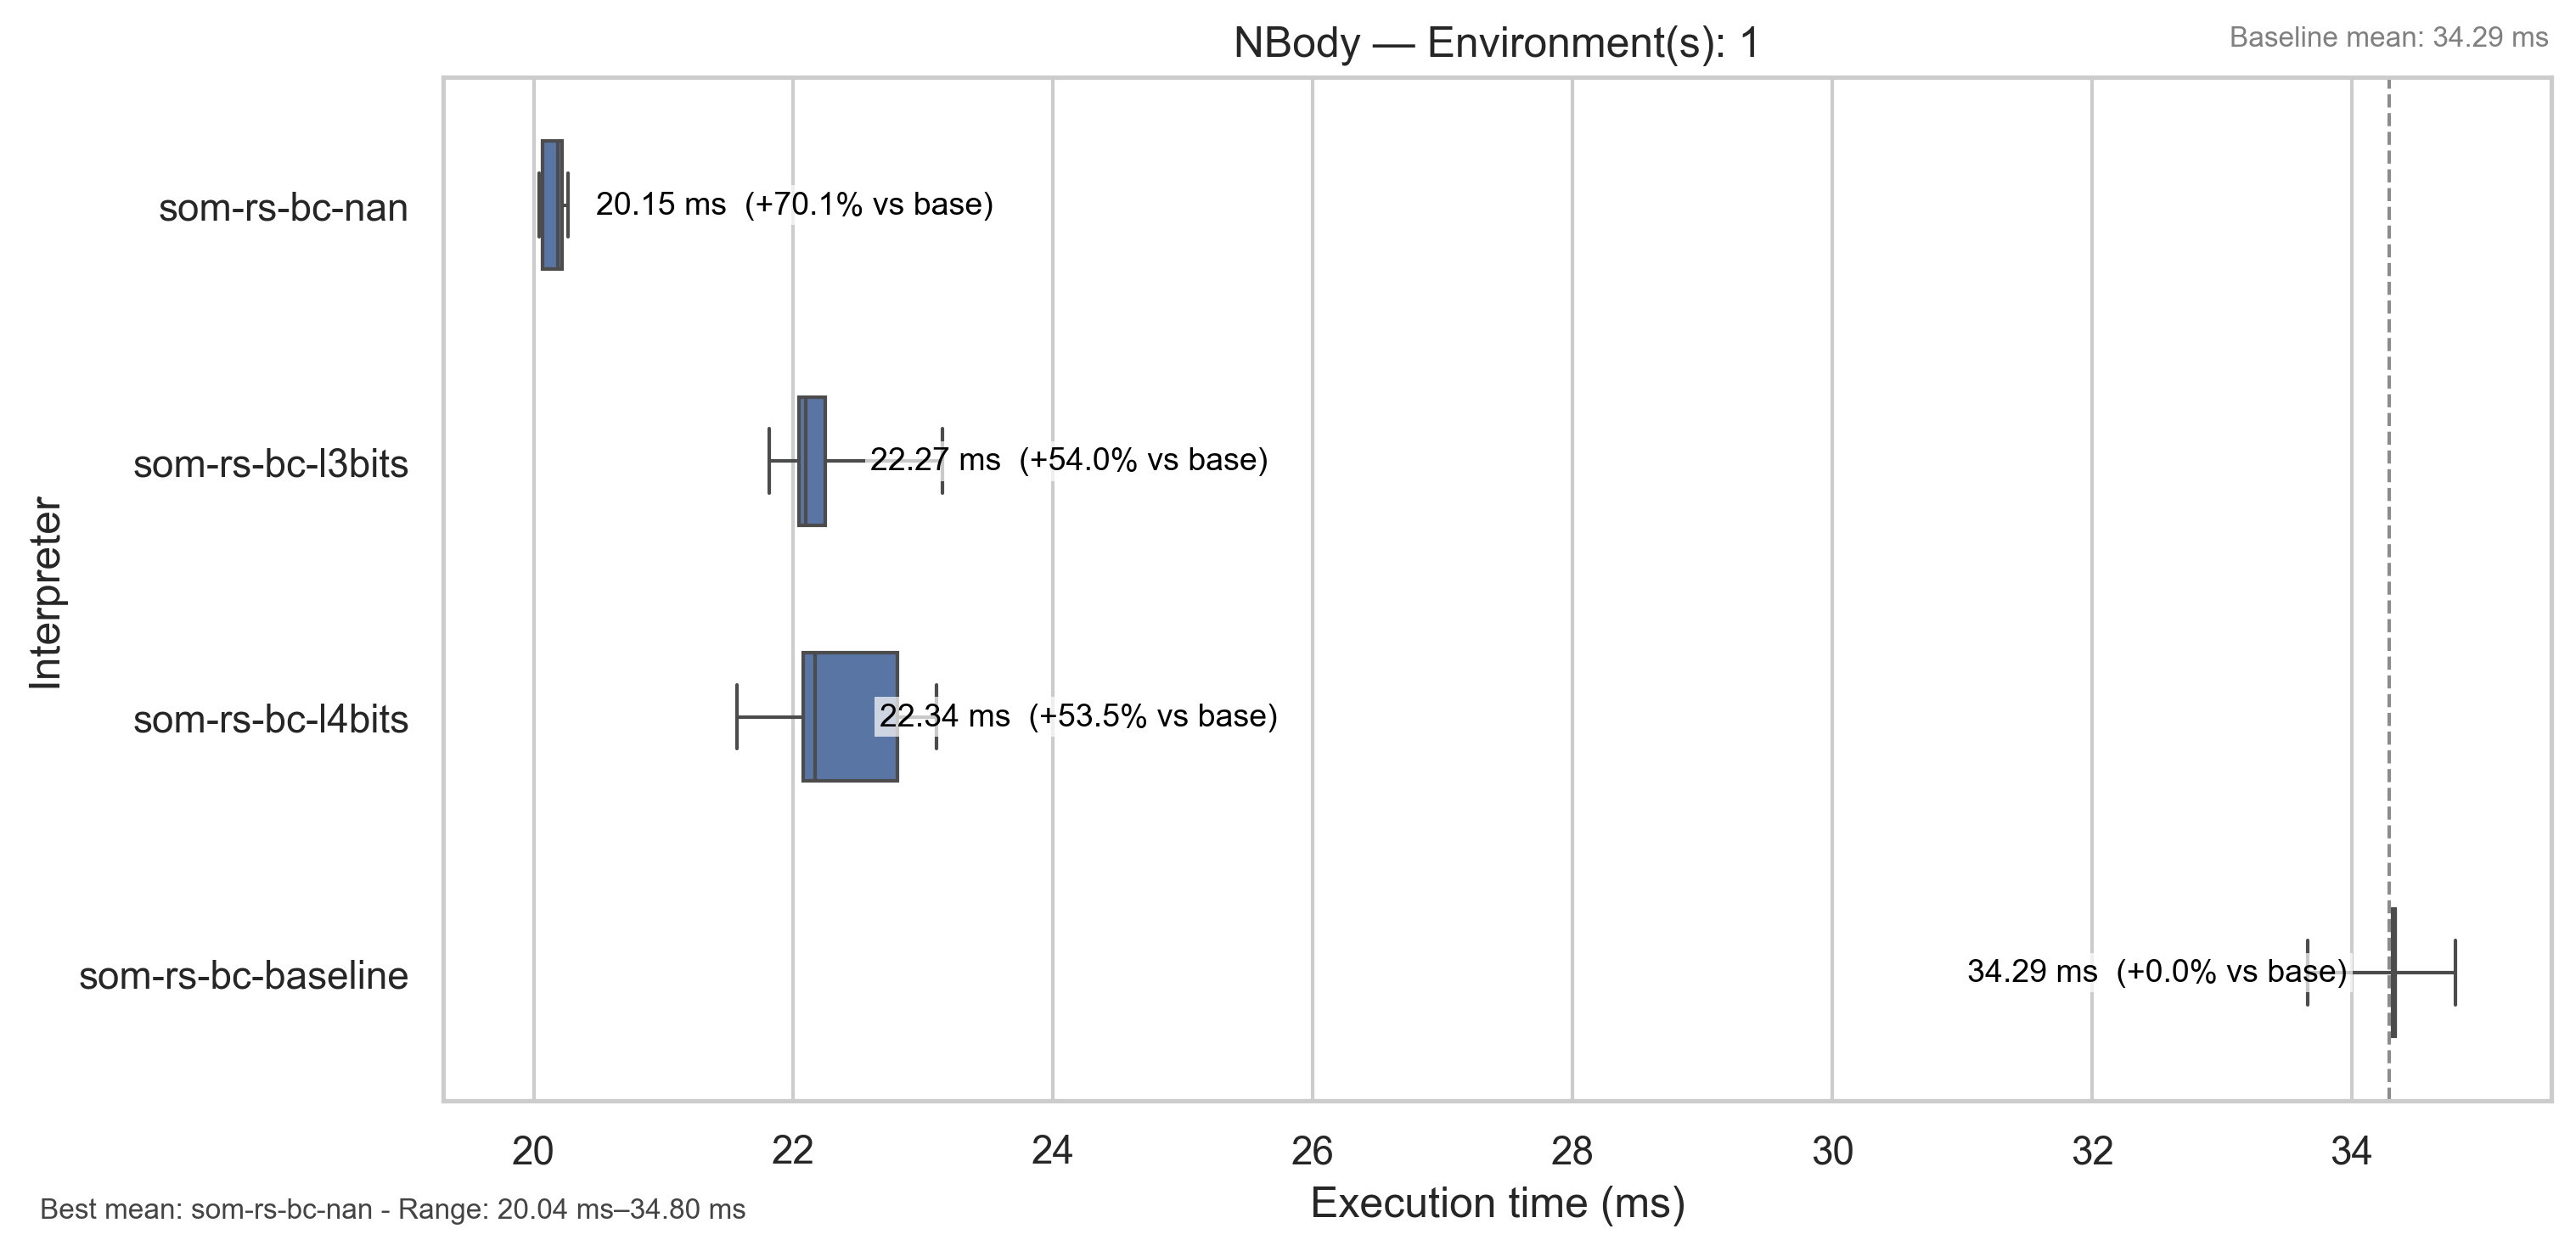 NBody — Environment(s): 1
Baseline mean: 34.29 ms
Interpreter
som-rs-bc-nan
20.15 ms  (+70.1% vs base)
som-rs-bc-l3bits
22.27 ms  (+54.0% vs base)
som-rs-bc-l4bits
22.34 ms  (+53.5% vs base)
som-rs-bc-baseline
34.29 ms  (+0.0% vs base)
20 22 24 26 28 30 32 34
Execution time (ms)
Best mean: som-rs-bc-nan - Range: 20.04 ms–34.80 ms